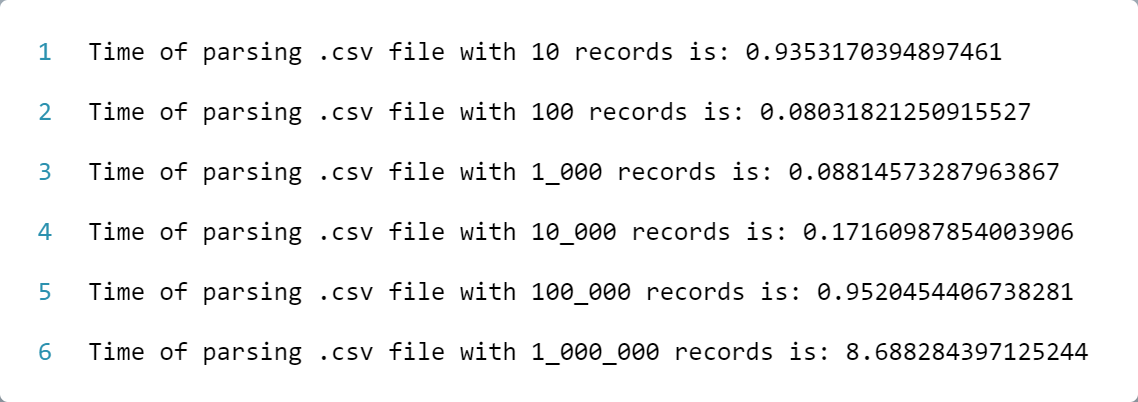 1 Time of parsing .csv file with 10 records is: 0.9353170394897461
2 Time of parsing .csv file with 100 records is: 0.08031821250915527
3 Time of parsing .csv file with 1_000 records is: 0.08814573287963867
4 Time of parsing .csv file with 10_000 records is: 0.17160987854003906
5 Time of parsing .csv file with 100_000 records is: 0.9520454406738281
6 Time of parsing .csv file with 1_000_000 records is: 8.688284397125244